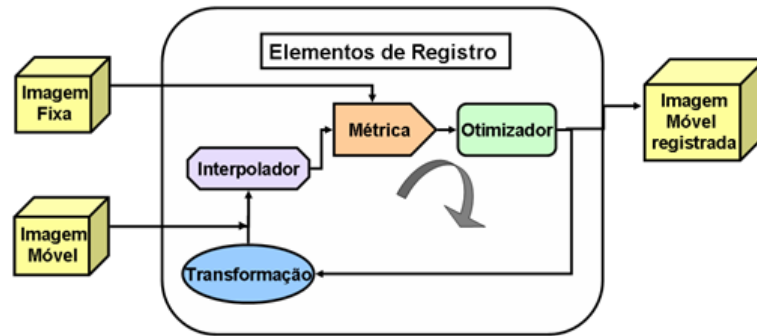 Elementos de Registro
Imagem
Fixa
Métrica
Otimizador
Imagem
Móvel
registrada
Interpolador
Imagem
Móvel
Transformação